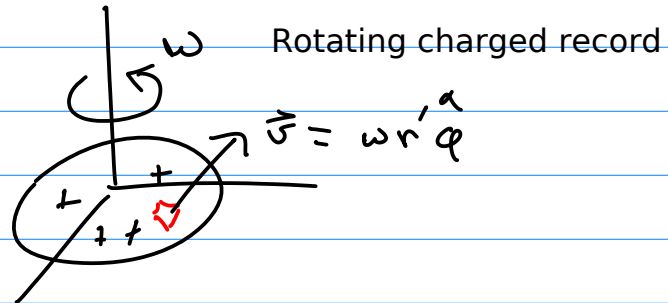 Rotating charged record
ω
v⃗ = ωr′ φ̂
+ +
+ +